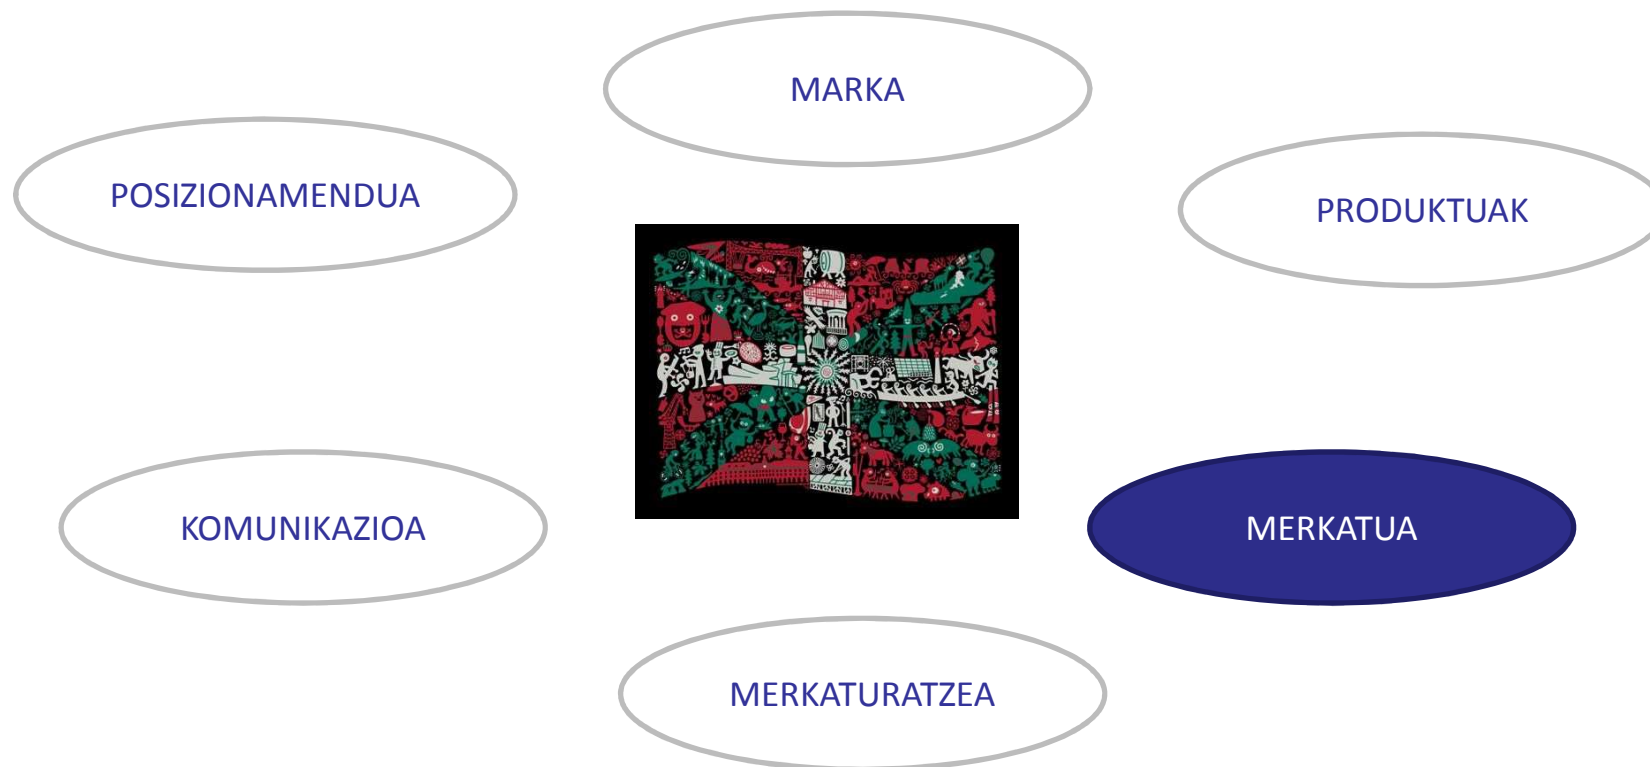 MARKA
POSIZIONAMENDUA
PRODUKTUAK
KOMUNIKAZIOA
MERKATUA
MERKATURATZEA